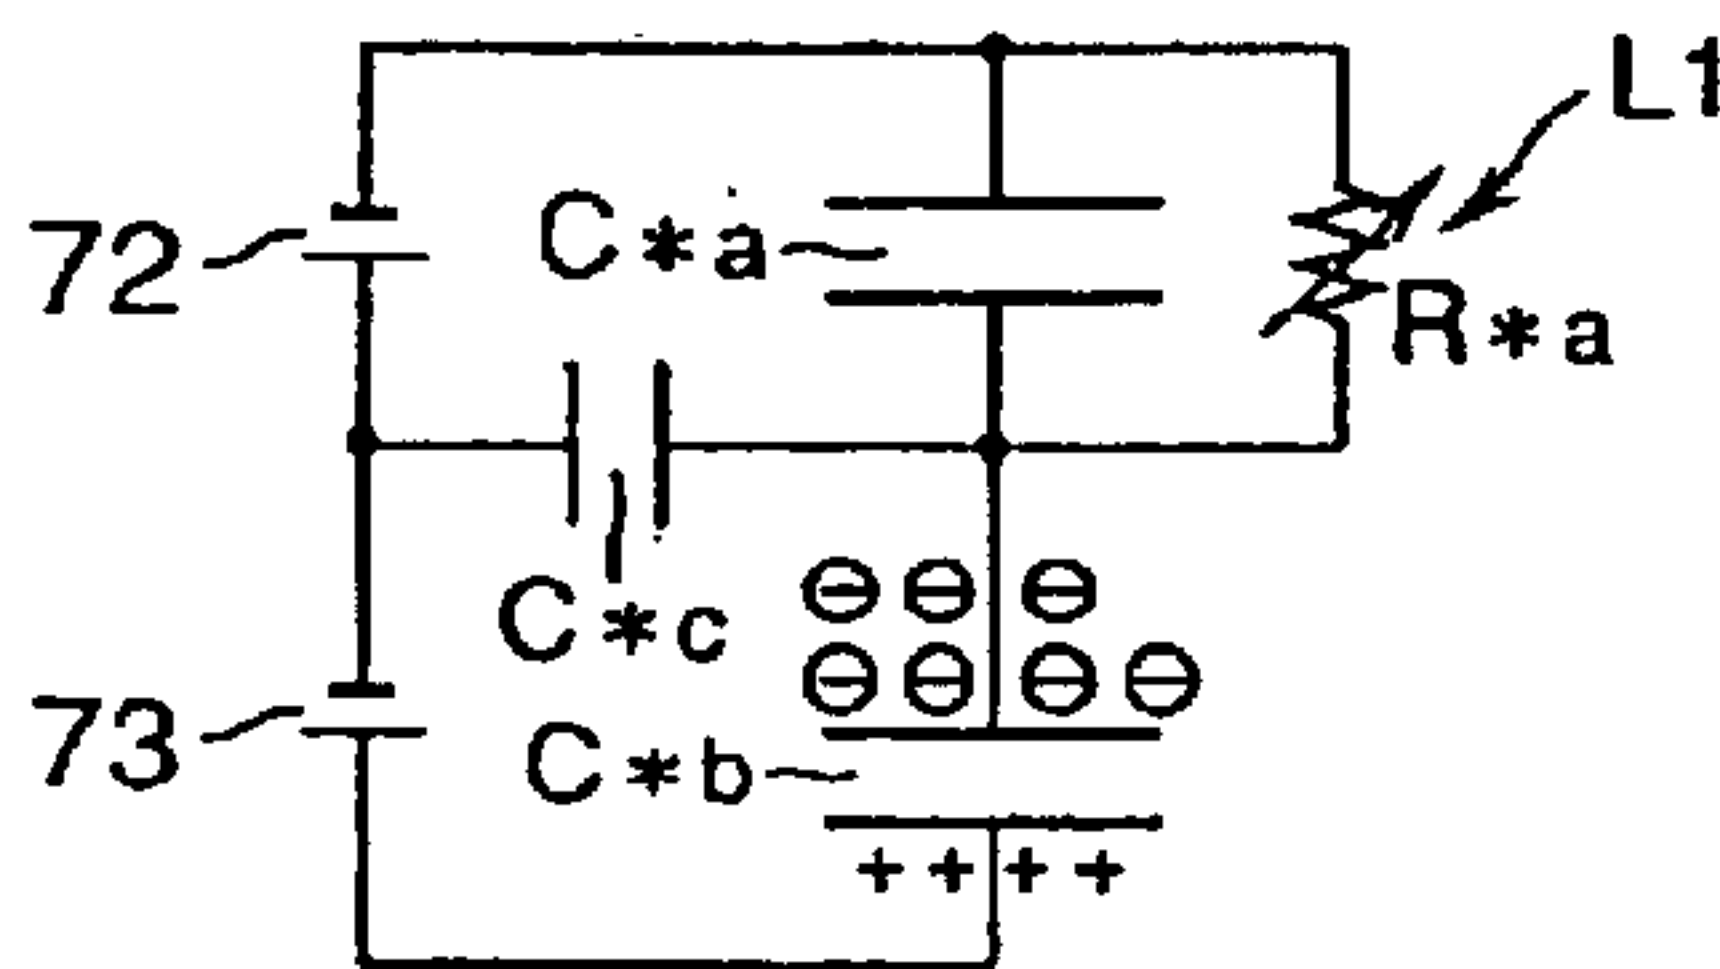 L1
72
C*a
R*a
C*c
⊖ ⊖ ⊖
⊖ ⊖ ⊖ ⊖
73
C*b
+ + + +